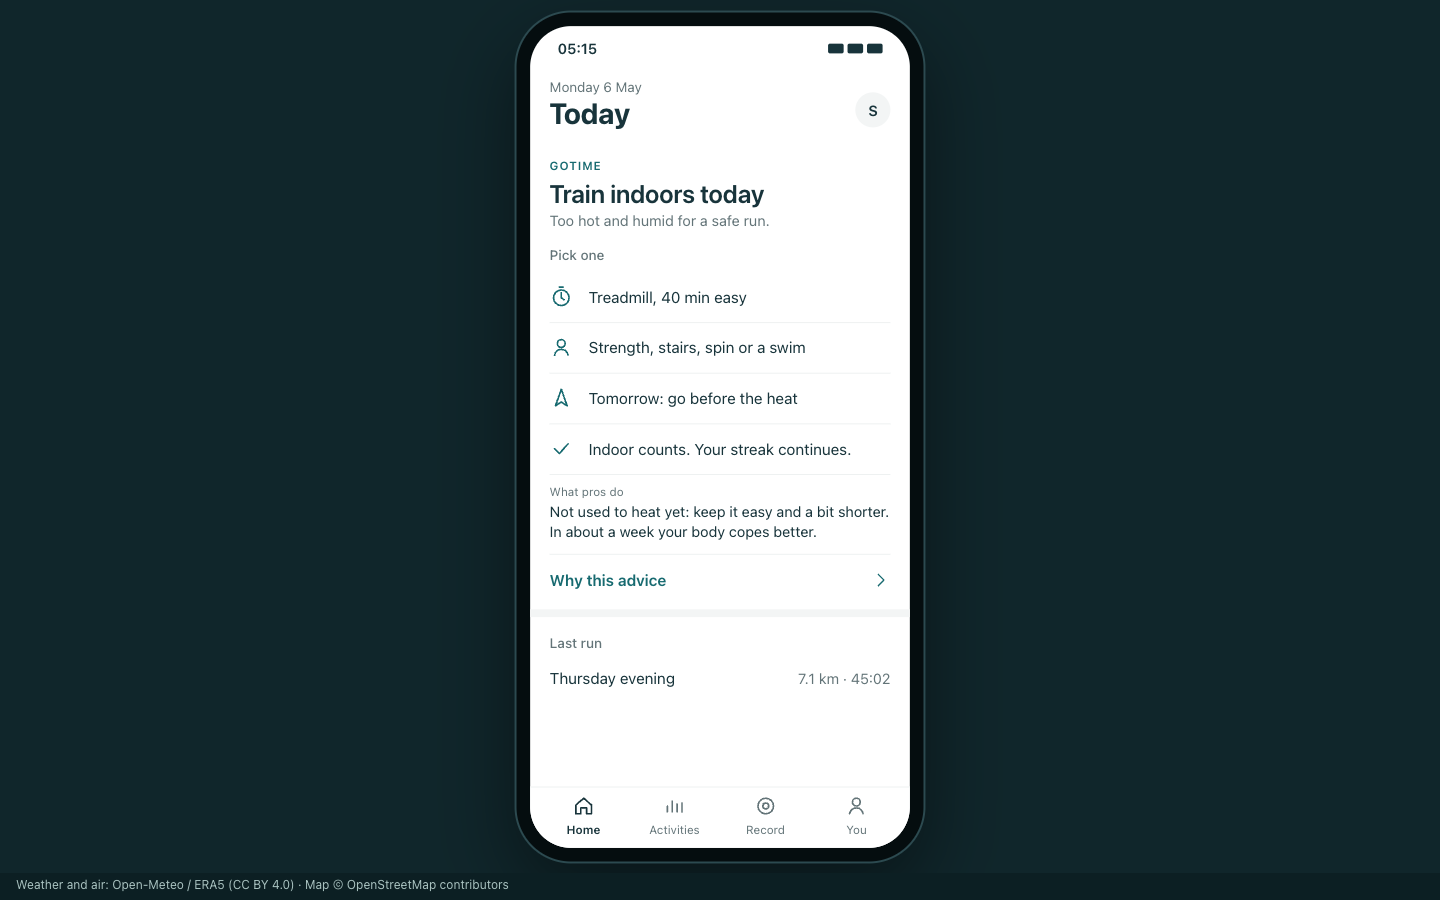 05:15
Monday 6 May
Today
S
GOTIME
Train indoors today
Too hot and humid for a safe run.
Pick one
Treadmill, 40 min easy
Strength, stairs, spin or a swim
Tomorrow: go before the heat
Indoor counts. Your streak continues.
What pros do
Not used to heat yet: keep it easy and a bit shorter.
In about a week your body copes better.
Why this advice
Last run
Thursday evening 7.1 km · 45:02
Home Activities Record You
Weather and air: Open-Meteo / ERA5 (CC BY 4.0) · Map © OpenStreetMap contributors